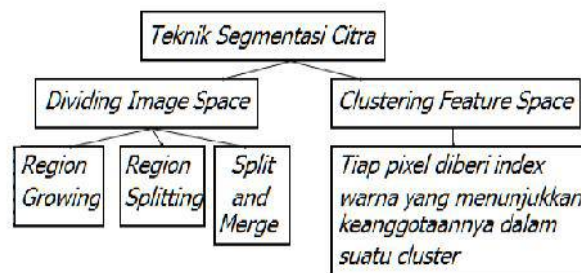 Teknik Segmentasi Citra
Dividing Image Space
Clustering Feature Space
Region
Growing
Region
Splitting
Split
and
Merge
Tiap pixel diberi index
warna yang menunjukkan
keanggotaannya dalam
suatu cluster